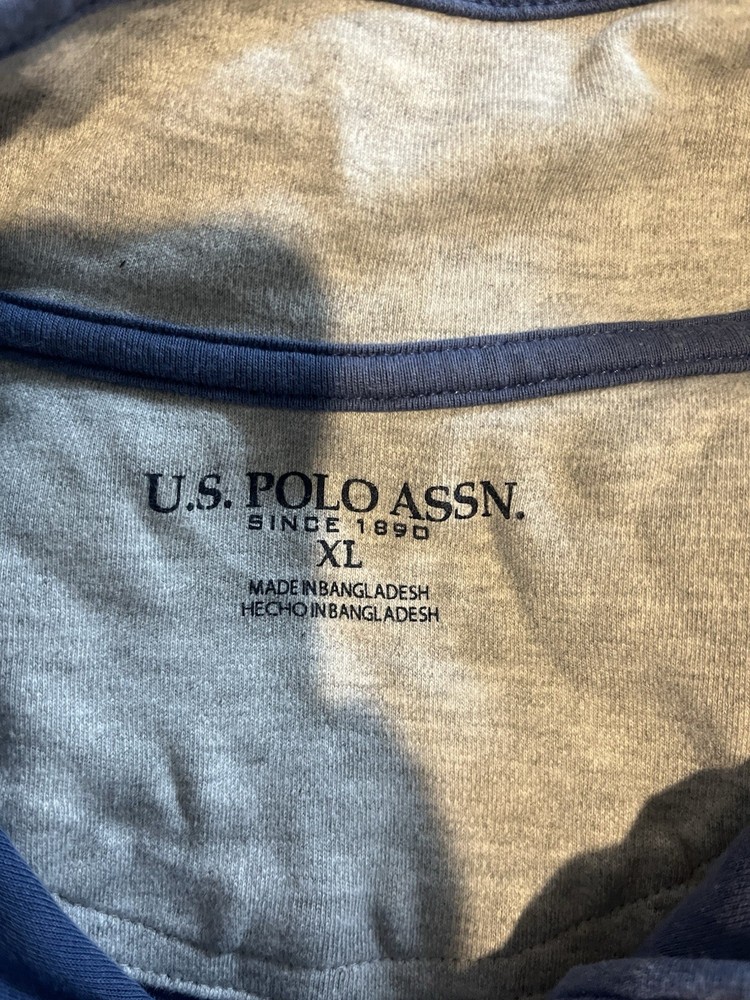 U.S. POLO ASSN.
SINCE 1890
XL
MADE IN BANGLADESH
HECHO IN BANGLADESH